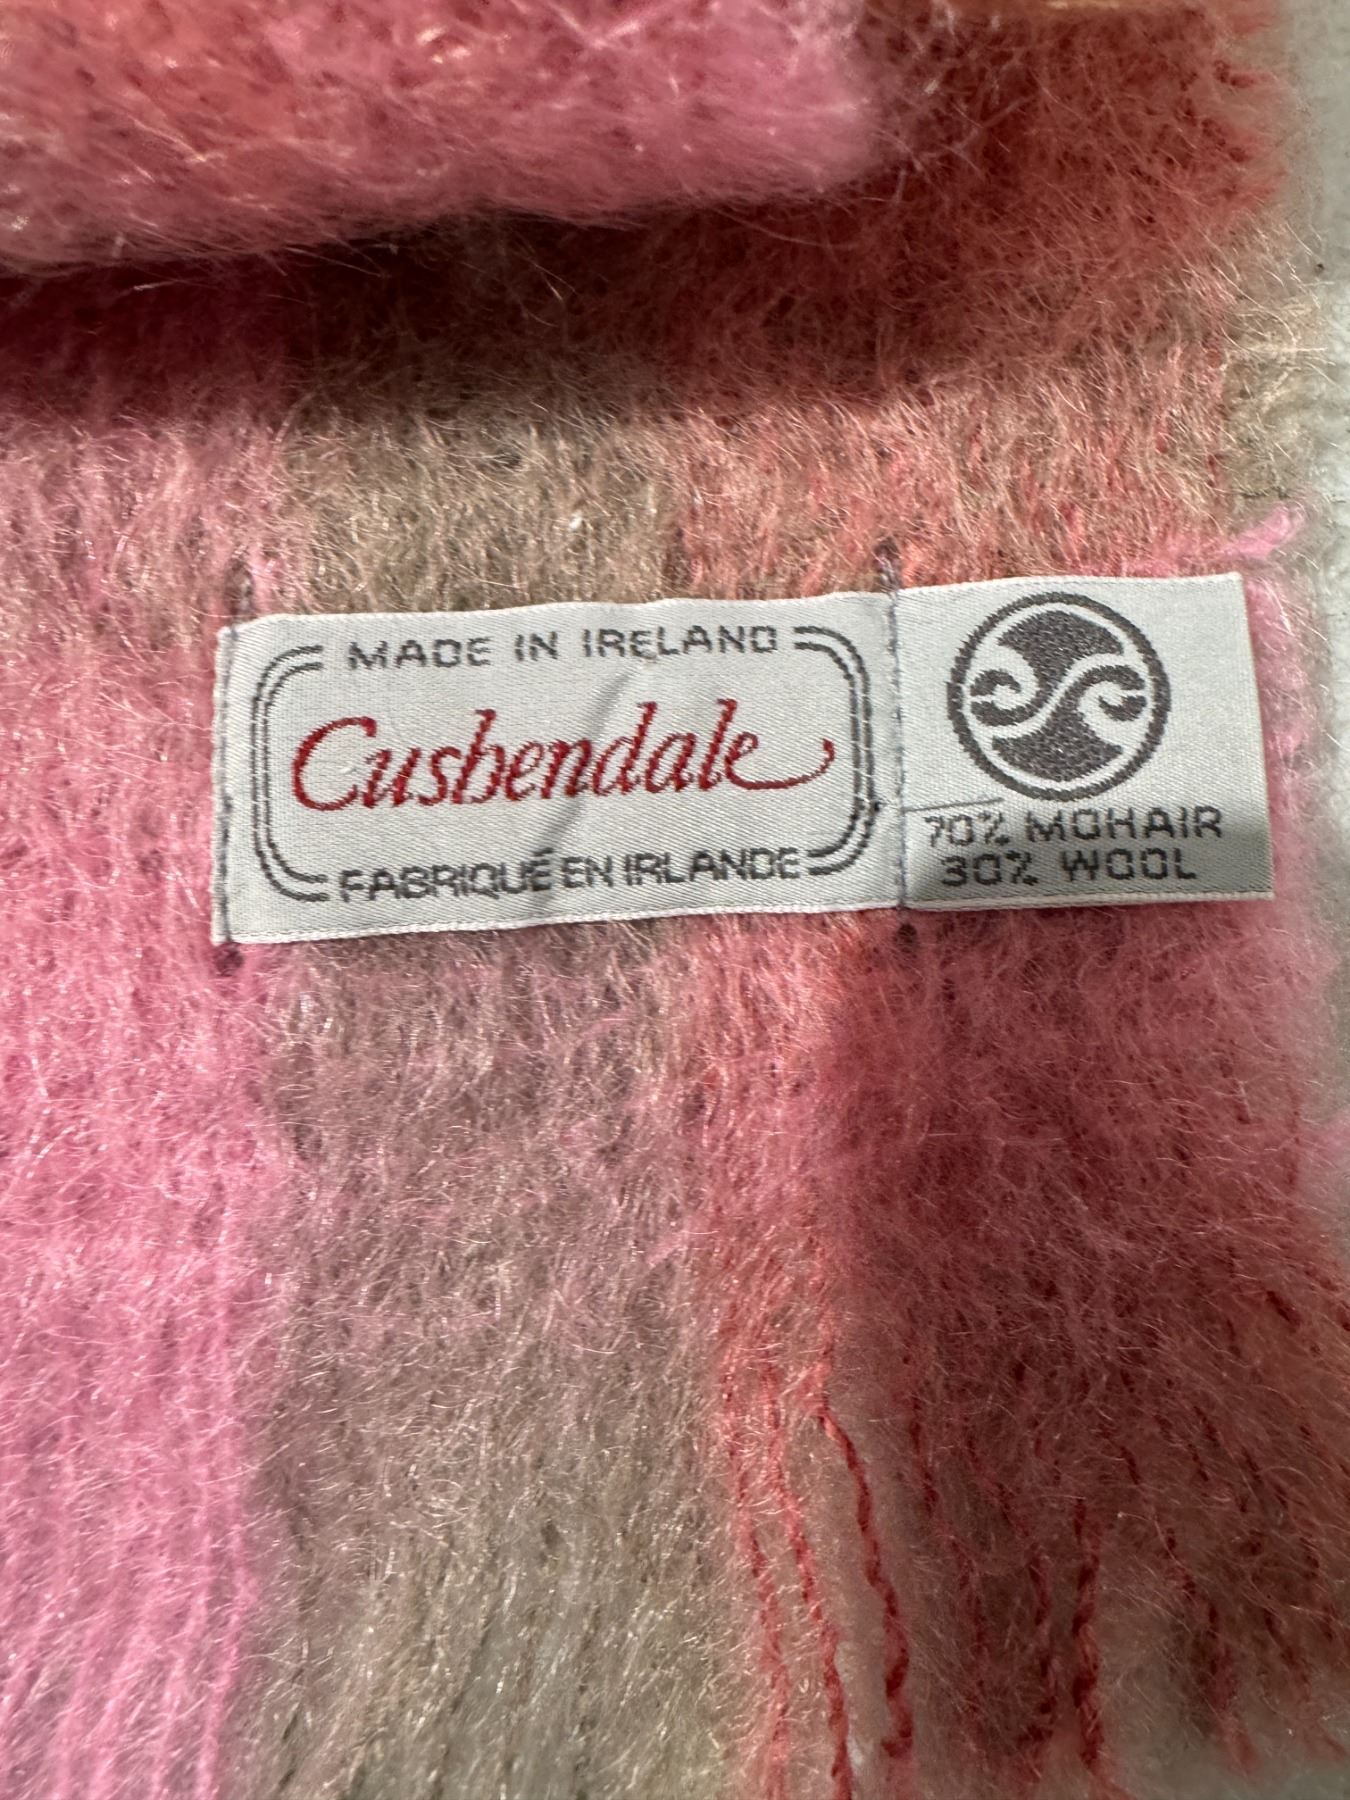 MADE IN IRELAND
Cushendale
FABRIQUÉ EN IRLANDE
70% MOHAIR
30% WOOL